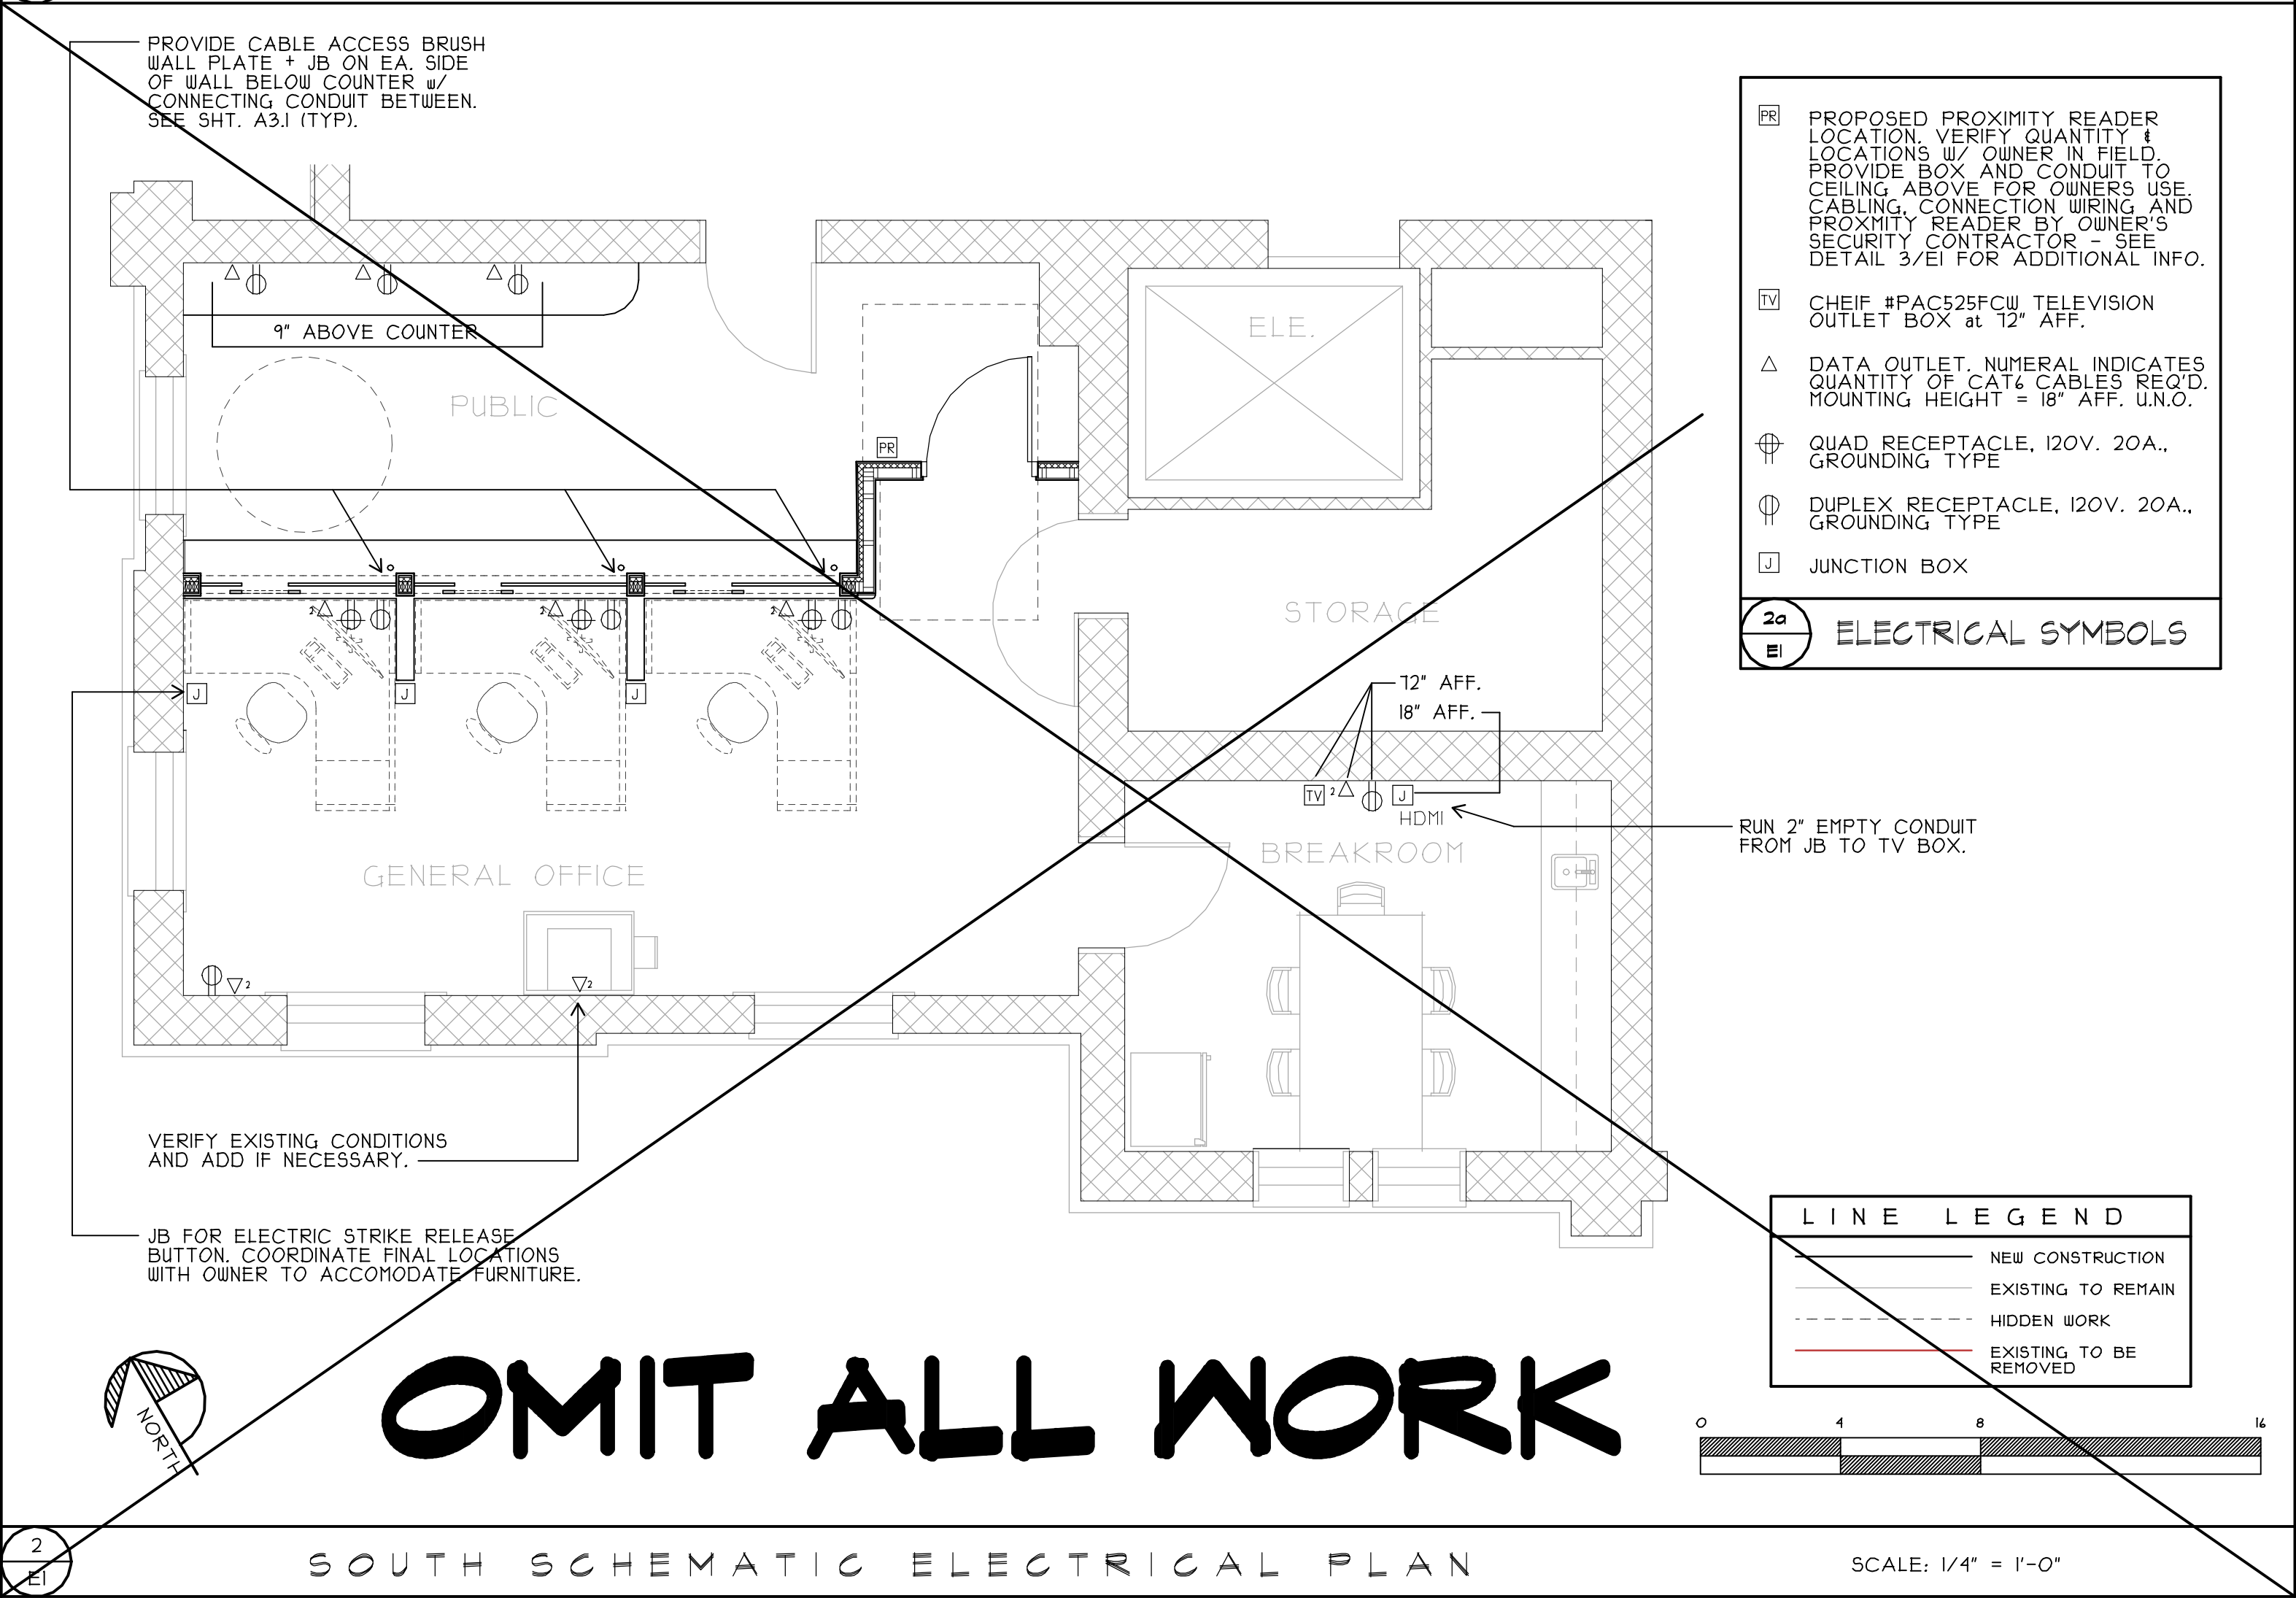 PROVIDE CABLE ACCESS BRUSH
WALL PLATE + JB ON EA. SIDE
OF WALL BELOW COUNTER w/
CONNECTING CONDUIT BETWEEN.
SEE SHT. A3.1 (TYP).
9" ABOVE COUNTER
PUBLIC
PR
ELE.
STORAGE
2
2
2
J
J
J
72" AFF.
18" AFF.
TV
2
J
HDMI
BREAKROOM
RUN 2" EMPTY CONDUIT
FROM JB TO TV BOX.
GENERAL OFFICE
2
2
VERIFY EXISTING CONDITIONS
AND ADD IF NECESSARY.
JB FOR ELECTRIC STRIKE RELEASE
BUTTON. COORDINATE FINAL LOCATIONS
WITH OWNER TO ACCOMODATE FURNITURE.
PR
PROPOSED PROXIMITY READER
LOCATION. VERIFY QUANTITY &
LOCATIONS W/ OWNER IN FIELD.
PROVIDE BOX AND CONDUIT TO
CEILING ABOVE FOR OWNERS USE.
CABLING, CONNECTION WIRING AND
PROXMITY READER BY OWNER'S
SECURITY CONTRACTOR - SEE
DETAIL 3/E1 FOR ADDITIONAL INFO.
TV
CHEIF #PAC525FCW TELEVISION
OUTLET BOX at 72" AFF.
DATA OUTLET. NUMERAL INDICATES
QUANTITY OF CAT6 CABLES REQ'D.
MOUNTING HEIGHT = 18" AFF. U.N.O.
QUAD RECEPTACLE, 120V. 20A.,
GROUNDING TYPE
DUPLEX RECEPTACLE, 120V. 20A.,
GROUNDING TYPE
J
JUNCTION BOX
2a
E1
ELECTRICAL SYMBOLS
LINE LEGEND
NEW CONSTRUCTION
EXISTING TO REMAIN
HIDDEN WORK
EXISTING TO BE
REMOVED
NORTH
OMIT ALL WORK
0 4 8 16
2
E1
SOUTH SCHEMATIC ELECTRICAL PLAN
SCALE: 1/4" = 1'-0"